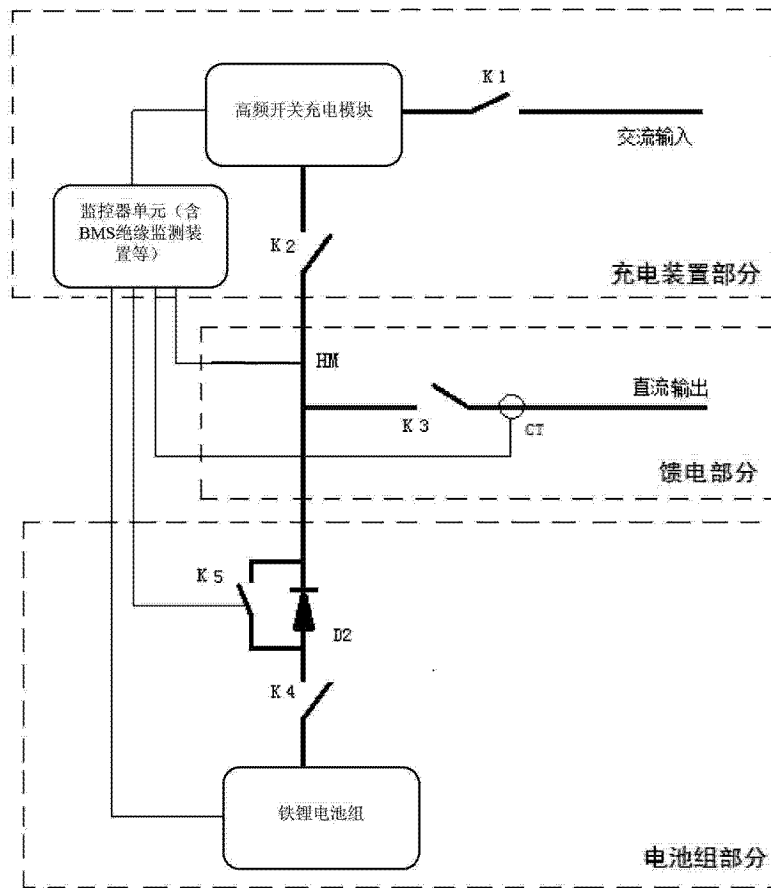 K1
高频开关充电模块
交流输入
监控器单元（含
BMS绝缘监测装
置等）
K2
充电装置部分
HM
直流输出
K3
CT
馈电部分
K5
D2
K4
铁锂电池组
电池组部分